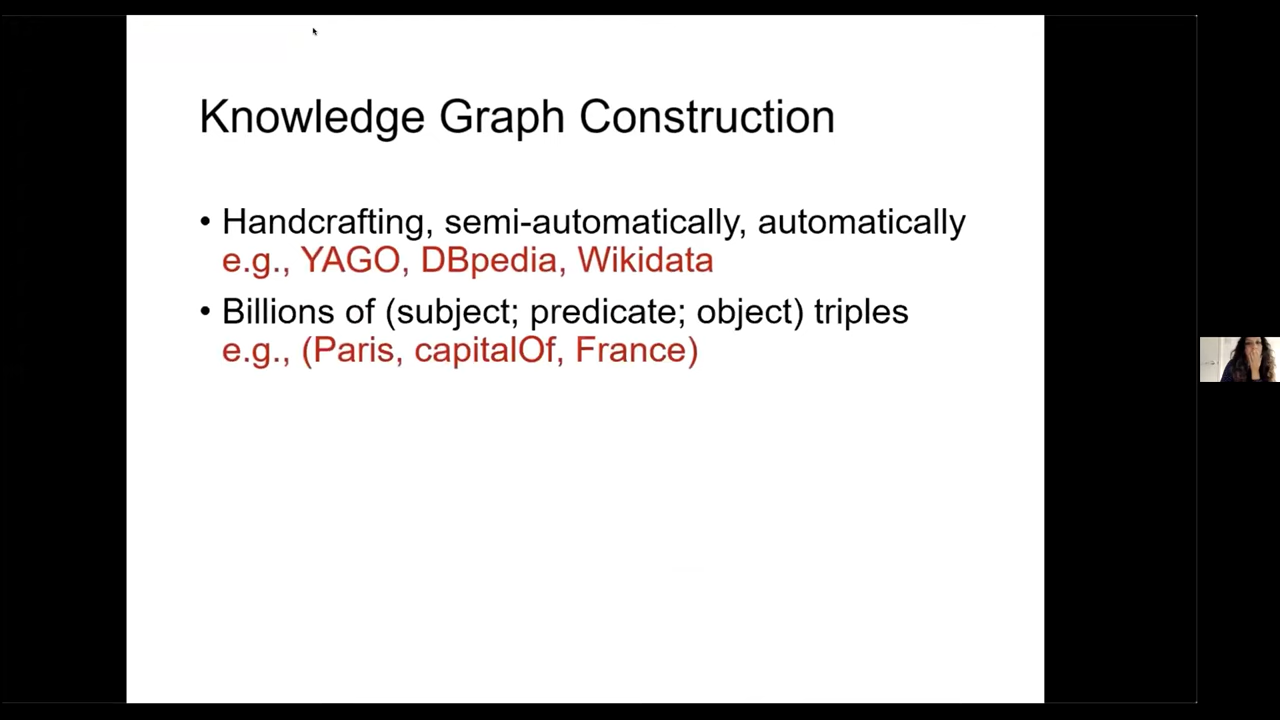 Knowledge Graph Construction
• Handcrafting, semi-automatically, automatically
e.g., YAGO, DBpedia, Wikidata
• Billions of (subject; predicate; object) triples
e.g., (Paris, capitalOf, France)